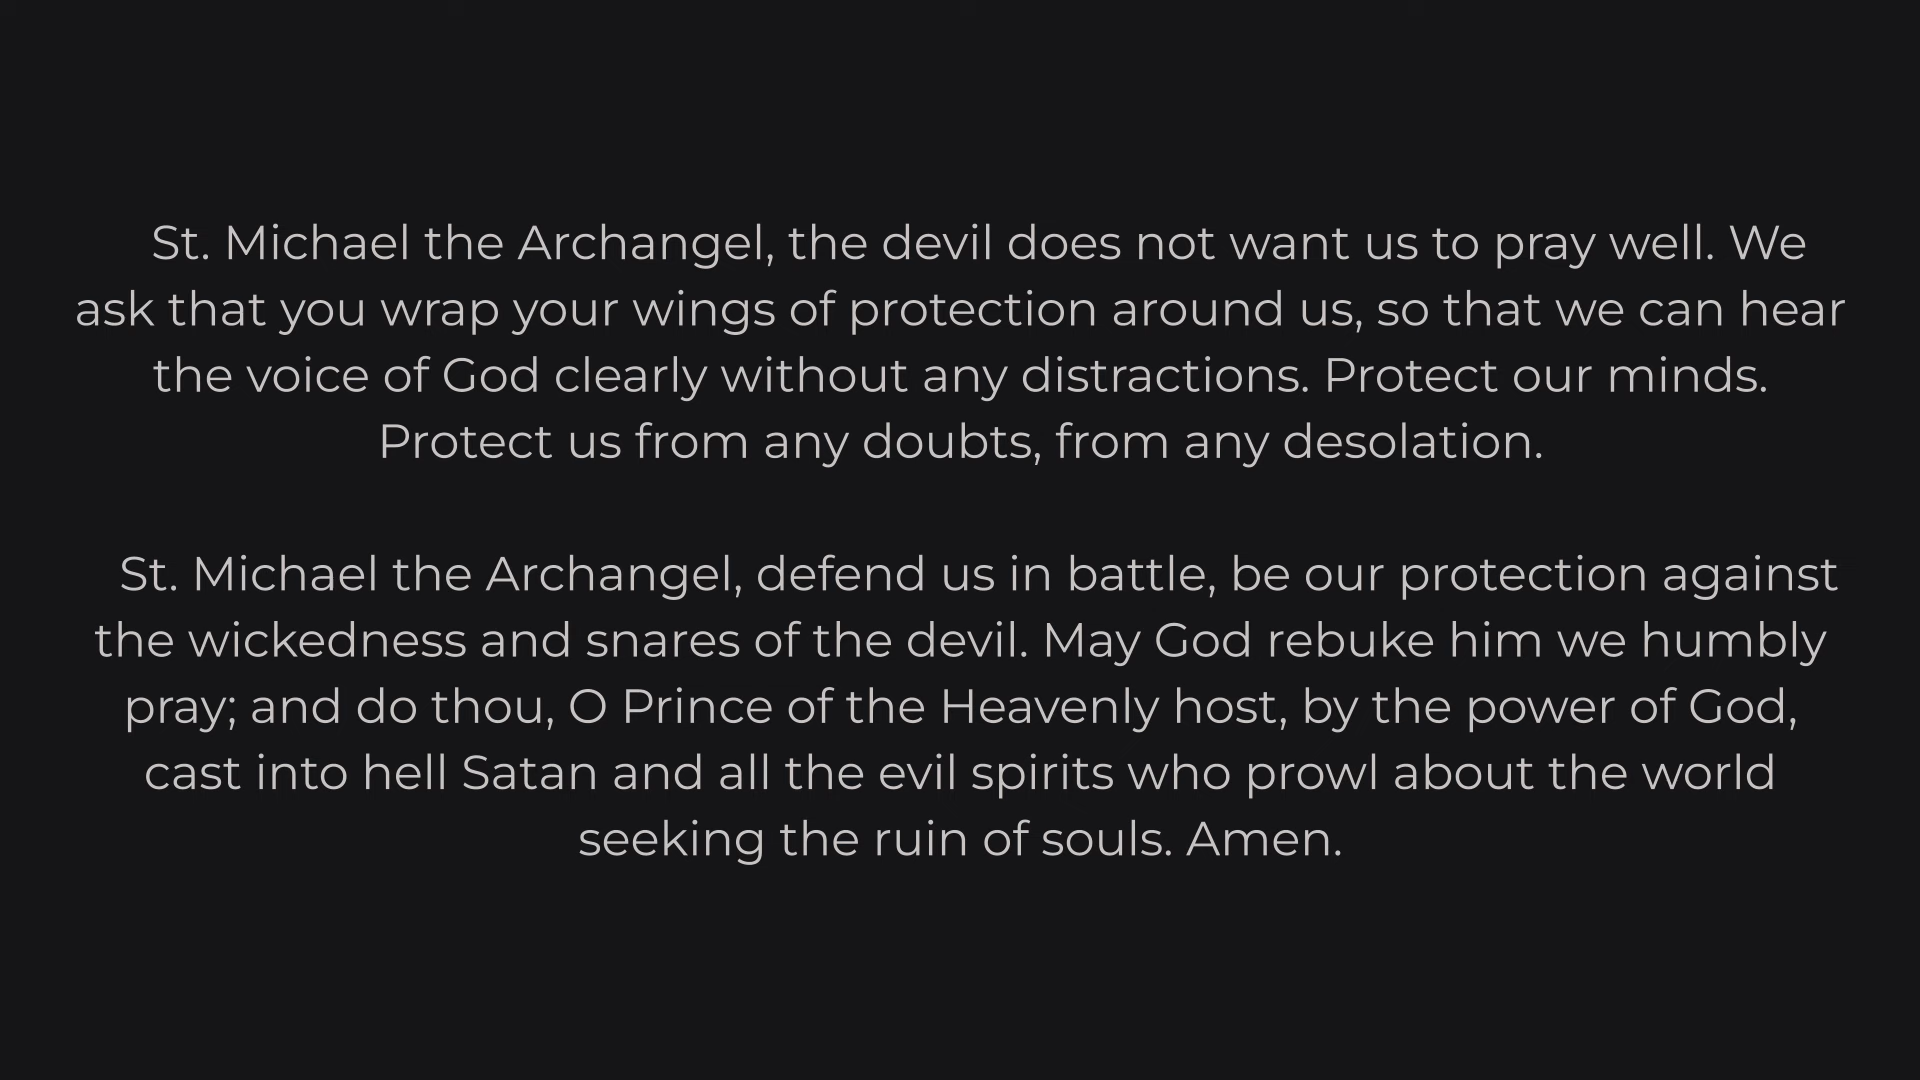 St. Michael the Archangel, the devil does not want us to pray well. We
ask that you wrap your wings of protection around us, so that we can hear
the voice of God clearly without any distractions. Protect our minds.
Protect us from any doubts, from any desolation.
St. Michael the Archangel, defend us in battle, be our protection against
the wickedness and snares of the devil. May God rebuke him we humbly
pray; and do thou, O Prince of the Heavenly host, by the power of God,
cast into hell Satan and all the evil spirits who prowl about the world
seeking the ruin of souls. Amen.